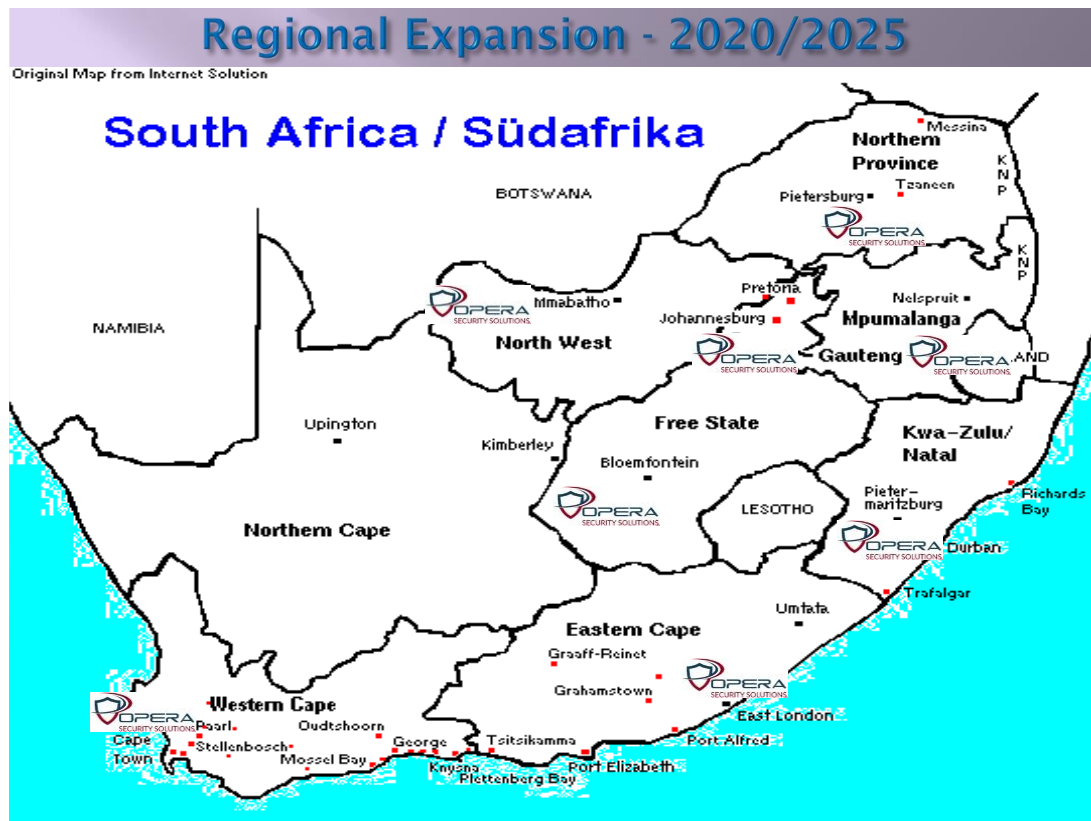 Regional Expansion - 2020/2025
Original Map from Internet Solution
South Africa / Südafrika
Messina
Northern
Province
K
N
P
Tzaneen
Pietersburg
BOTSWANA
OPERA
SECURITY SOLUTIONS.
K
N
P
Pretoria
Nelspruit
Mmabatho
OPERA
SECURITY SOLUTIONS.
NAMIBIA
Johannesburg
Mpumalanga
North West
Gauteng
OPERA
SECURITY SOLUTIONS.
OPERA
SECURITY SOLUTIONS.
AND
Upington
Free State
Kwa-Zulu/
Natal
Kimberley
Bloemfontein
Pieter-
maritzburg
Richards
Bay
OPERA
SECURITY SOLUTIONS.
LESOTHO
Northern Cape
OPERA
SECURITY SOLUTIONS.
Durban
Trafalgar
Umtata
Eastern Cape
Graaff-Reinet
OPERA
SECURITY SOLUTIONS.
Grahamstown
Western Cape
OPERA
SECURITY SOLUTIONS.
East London
Paarl
Oudtshoorn
Cape
Town
Stellenbosch
George
Tsitsikamma
Port Alfred
Mossel Bay
Knysna
Plettenberg Bay
Port Elizabeth